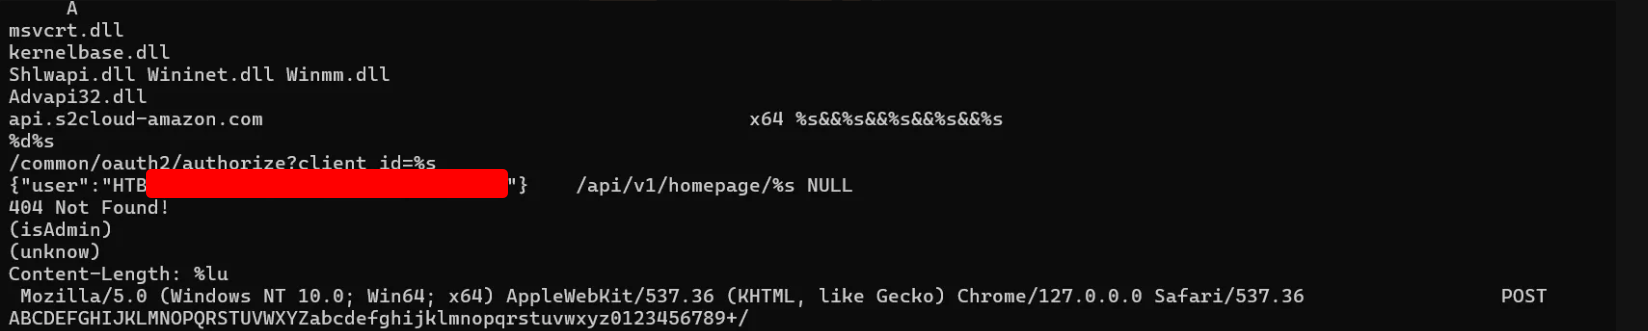 A
msvcrt.dll
kernelbase.dll
Shlwapi.dll Wininet.dll Winmm.dll
Advapi32.dll
api.s2cloud-amazon.com x64 %s&&%s&&%s&&%s&&%s
%d%s
/common/oauth2/authorize?client_id=%s
{"user":"HTB "} /api/v1/homepage/%s NULL
404 Not Found!
(isAdmin)
(unknow)
Content-Length: %lu
Mozilla/5.0 (Windows NT 10.0; Win64; x64) AppleWebKit/537.36 (KHTML, like Gecko) Chrome/127.0.0.0 Safari/537.36 POST
ABCDEFGHIJKLMNOPQRSTUVWXYZabcdefghijklmnopqrstuvwxyz0123456789+/